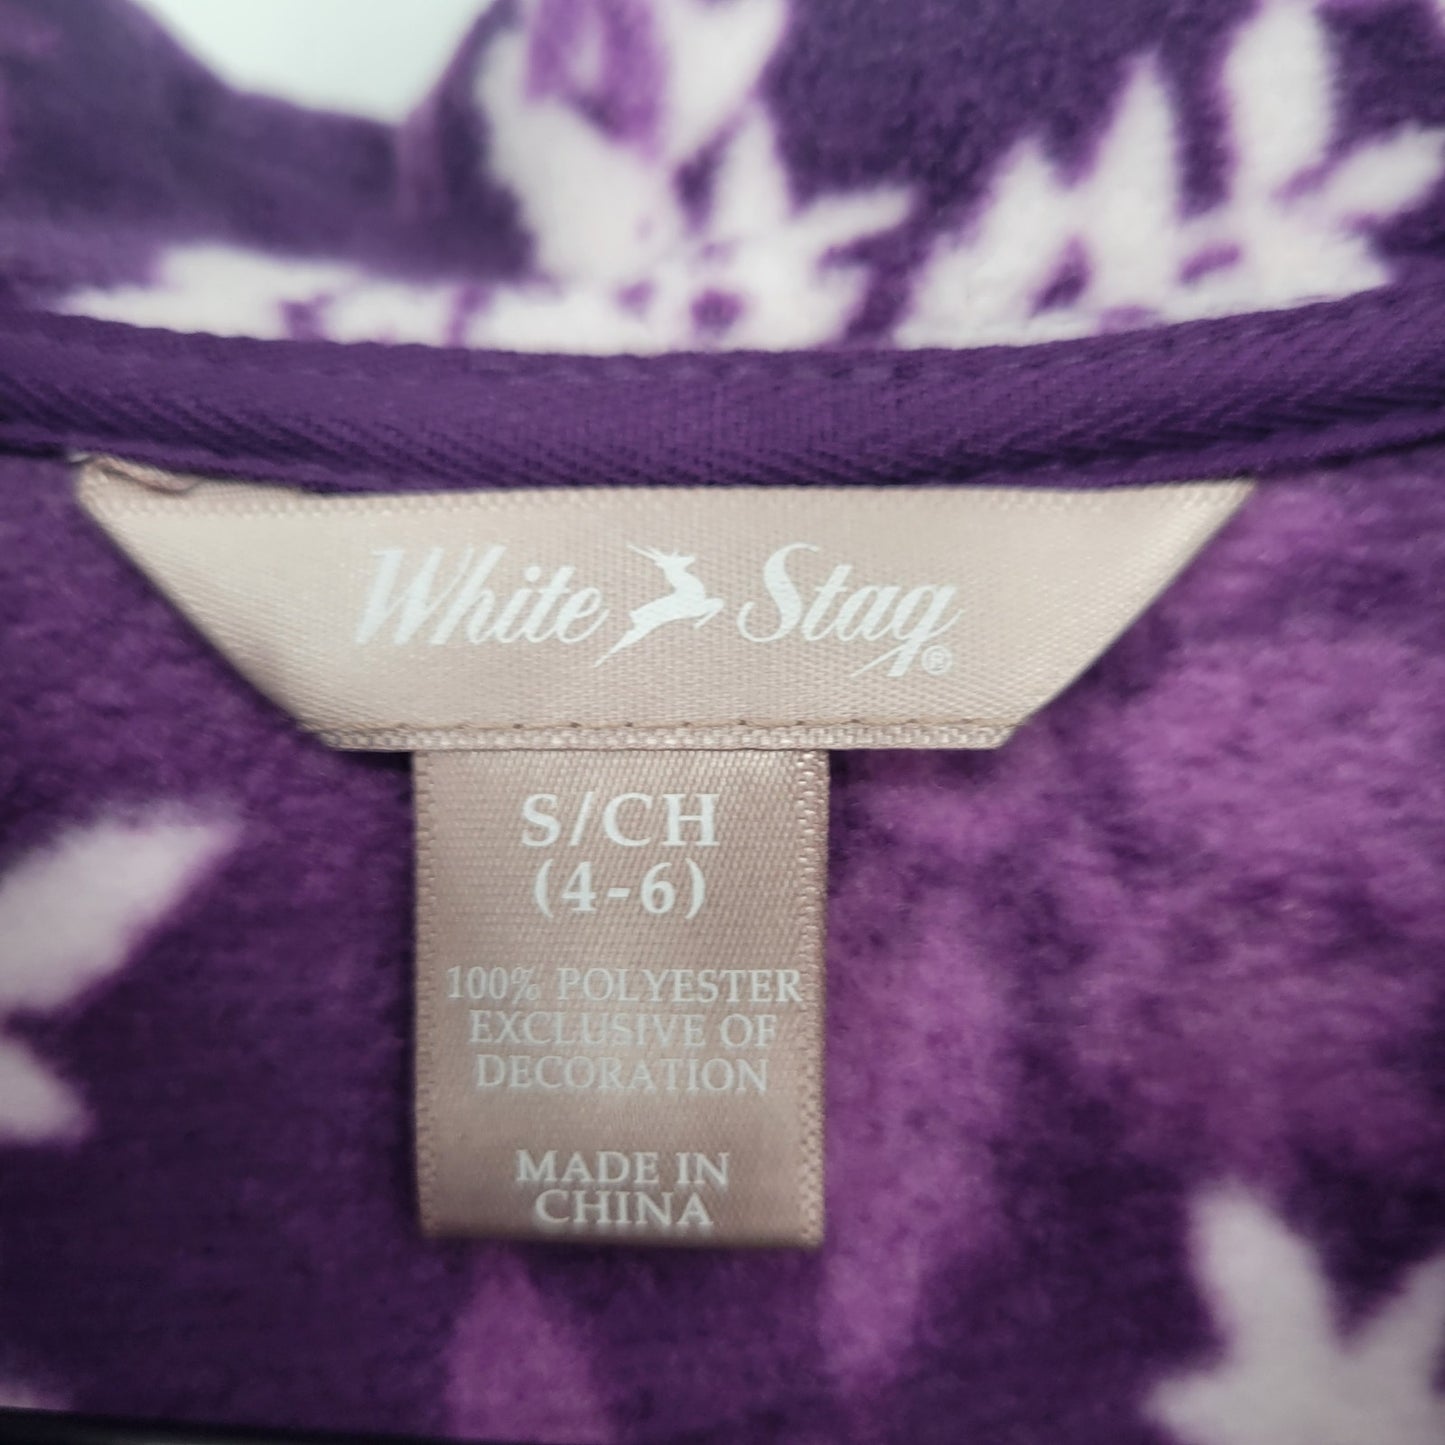 White Stag®
S/CH
(4-6)
100% POLYESTER
EXCLUSIVE OF
DECORATION
MADE IN
CHINA